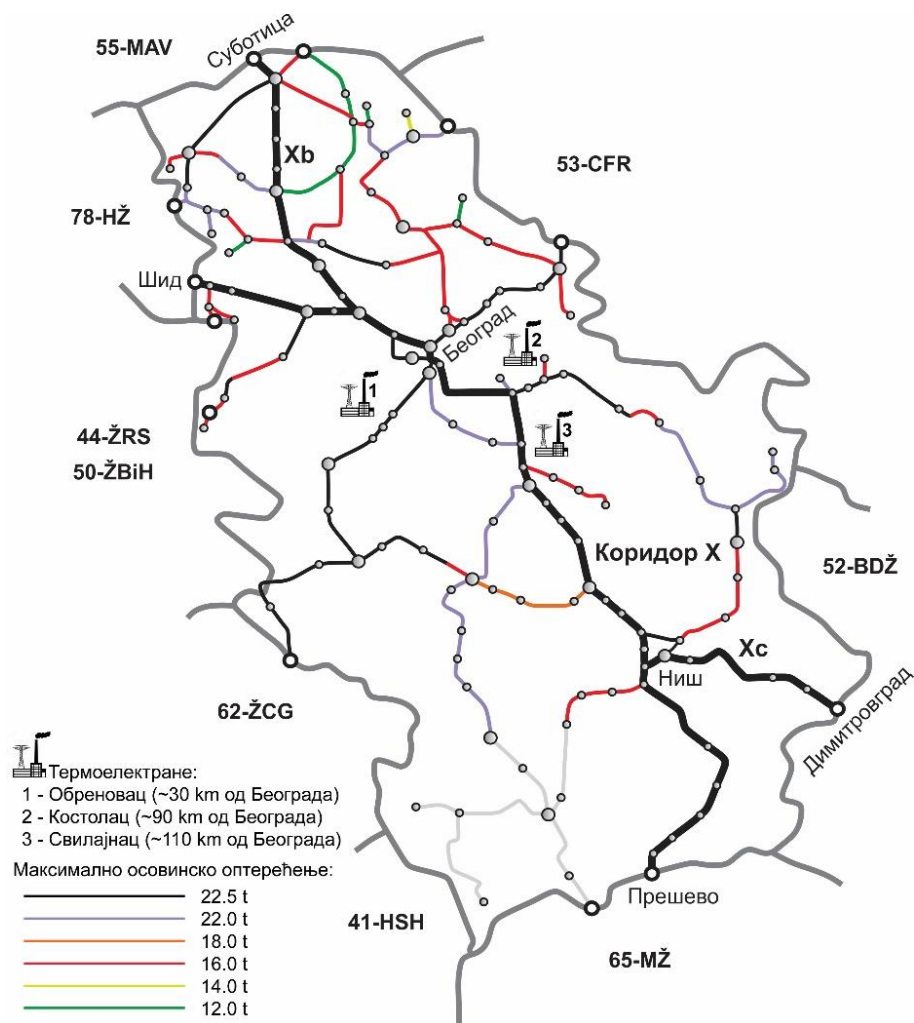 55-MAV
Суботица
Xb
53-CFR
78-HŽ
Шид
Београд
2
1
3
44-ŽRS
50-ŽBiH
Коридор X
52-BDŽ
Xc
Ниш
62-ŽCG
Димитровград
Термоелектране:
1 - Обреновац (~30 km од Београда)
2 - Костолац (~90 km од Београда)
3 - Свилајнац (~110 km од Београда)
Максимално осовинско оптерећење:
22.5 t
22.0 t
18.0 t
16.0 t
14.0 t
12.0 t
Прешево
41-HSH
65-MŽ